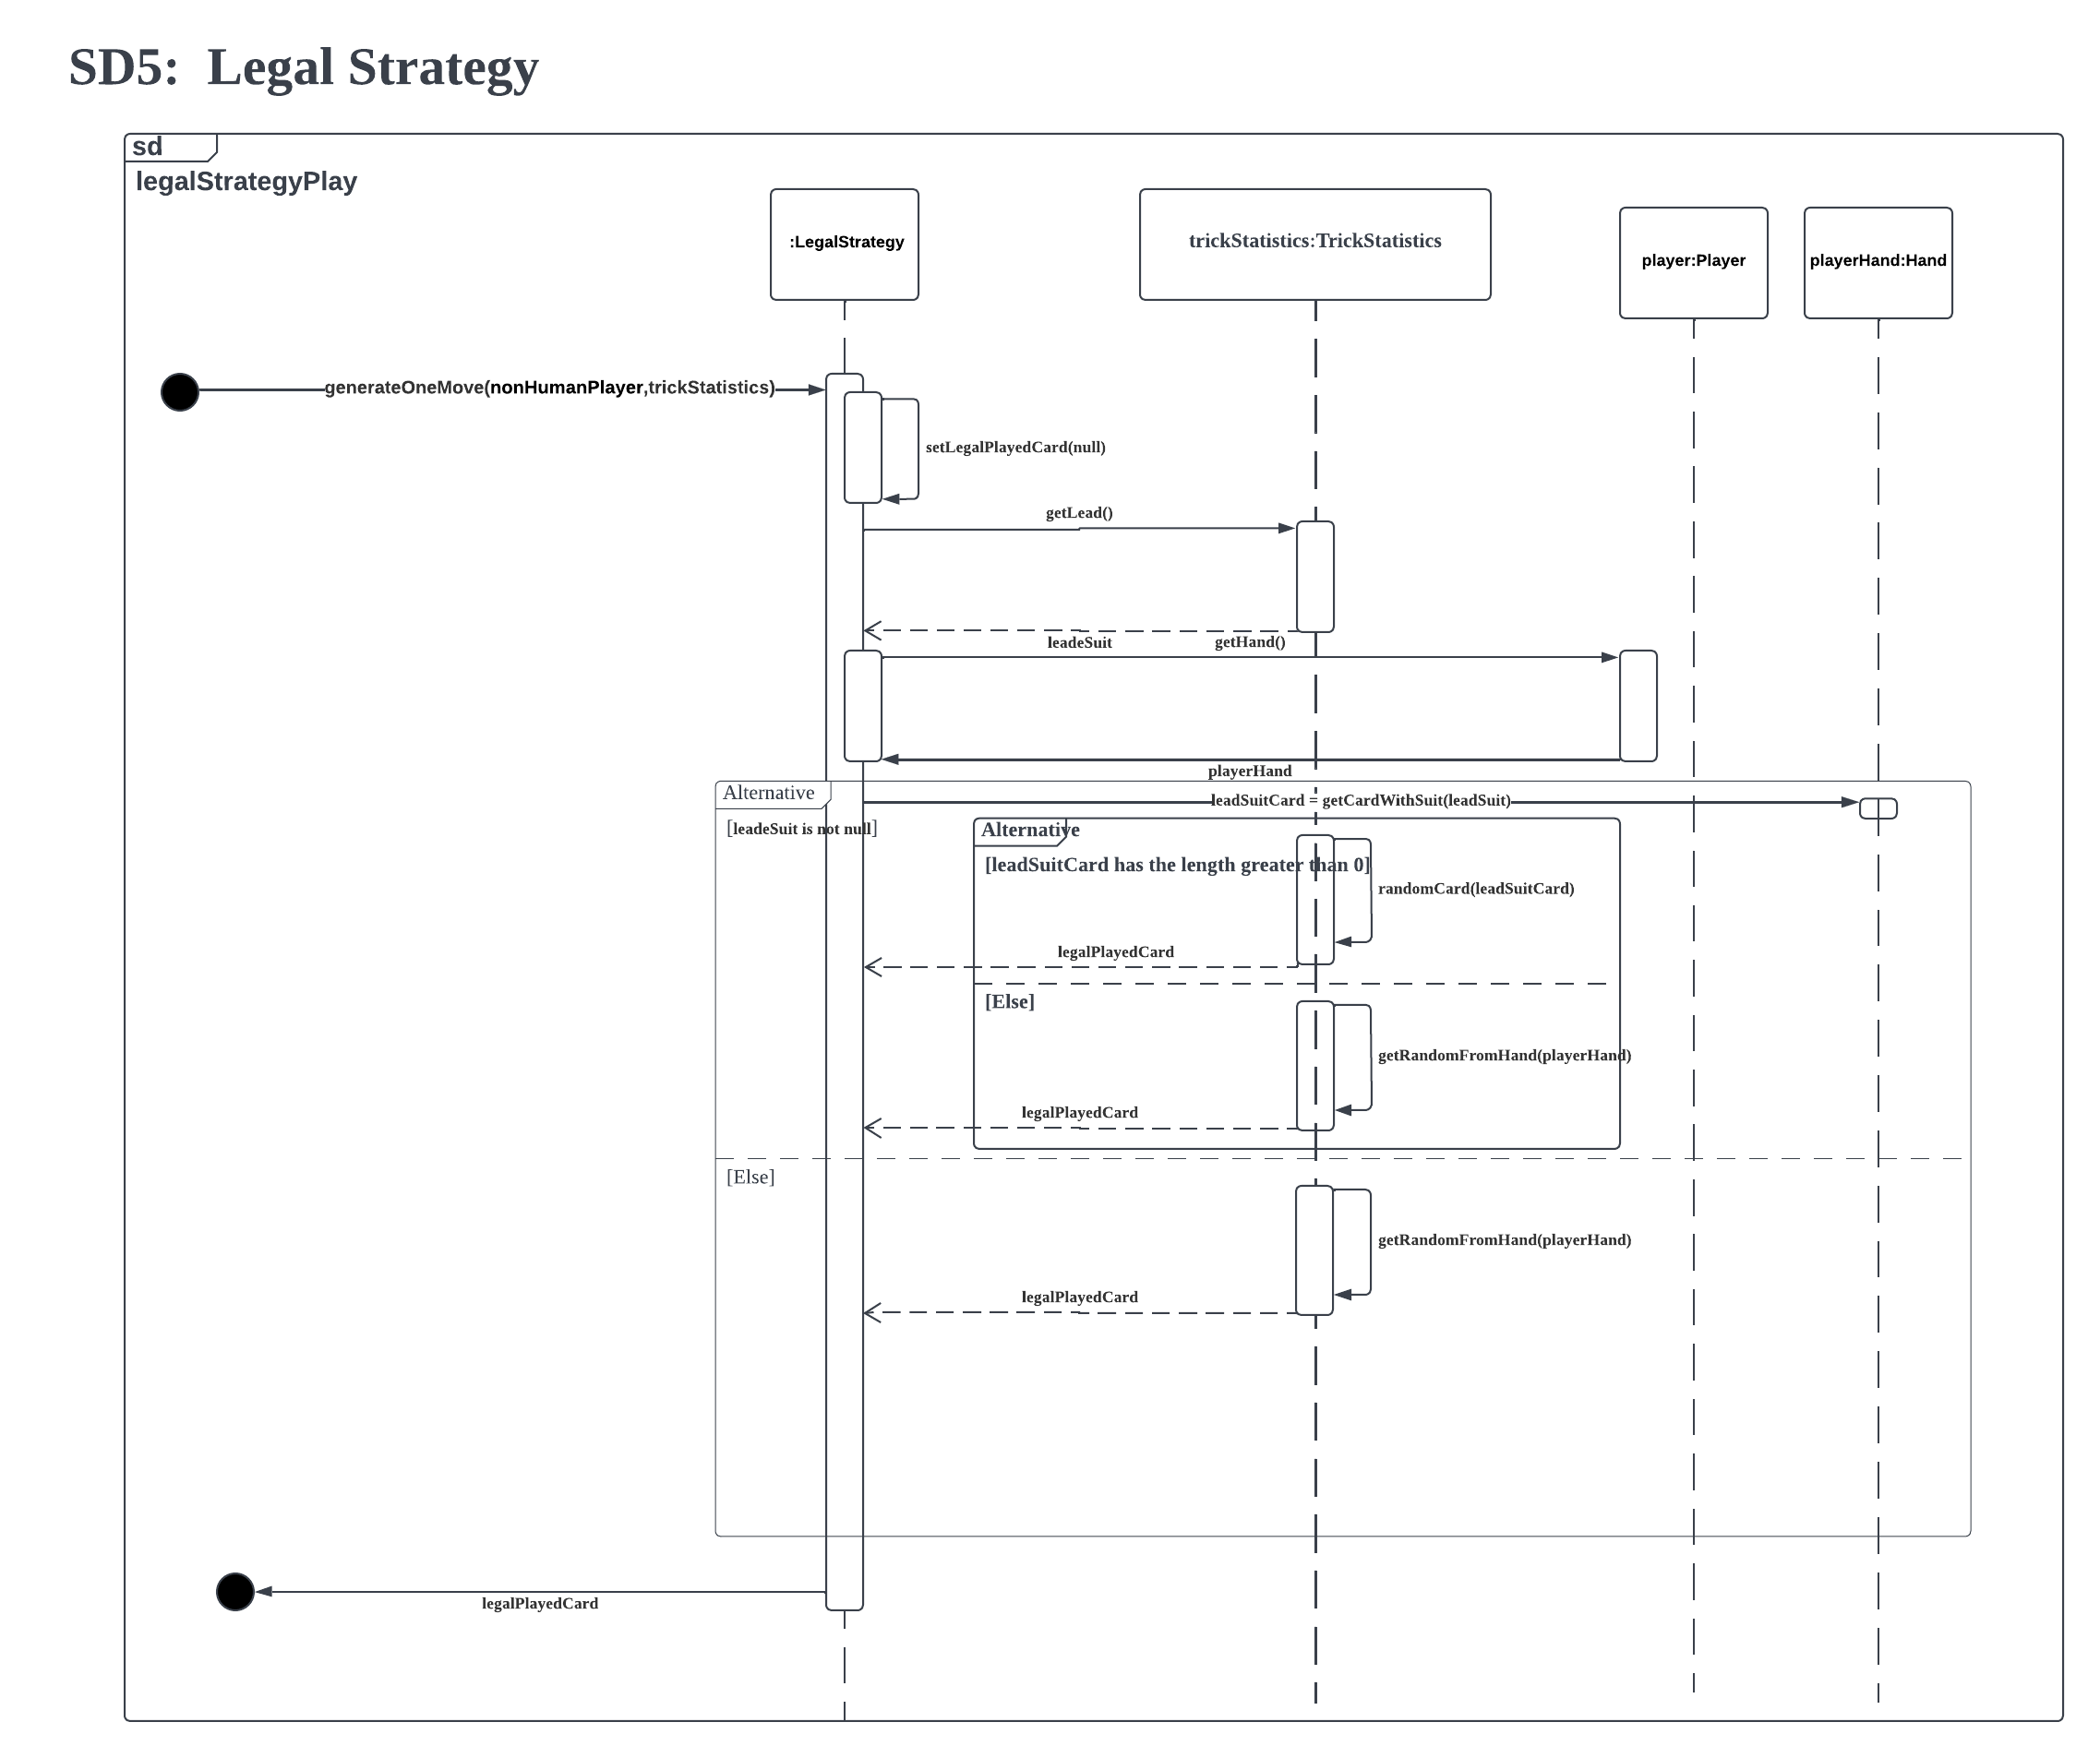 SD5:  Legal Strategy
sd
legalStrategyPlay
:LegalStrategy
trickStatistics:TrickStatistics
player:Player
playerHand:Hand
generateOneMove(nonHumanPlayer,trickStatistics)
setLegalPlayedCard(null)
getLead()
leadeSuit
getHand()
playerHand
Alternative
leadSuitCard = getCardWithSuit(leadSuit)
[leadeSuit is not null]
Alternative
[leadSuitCard has the length greater than 0]
randomCard(leadSuitCard)
legalPlayedCard
[Else]
getRandomFromHand(playerHand)
legalPlayedCard
[Else]
getRandomFromHand(playerHand)
legalPlayedCard
legalPlayedCard